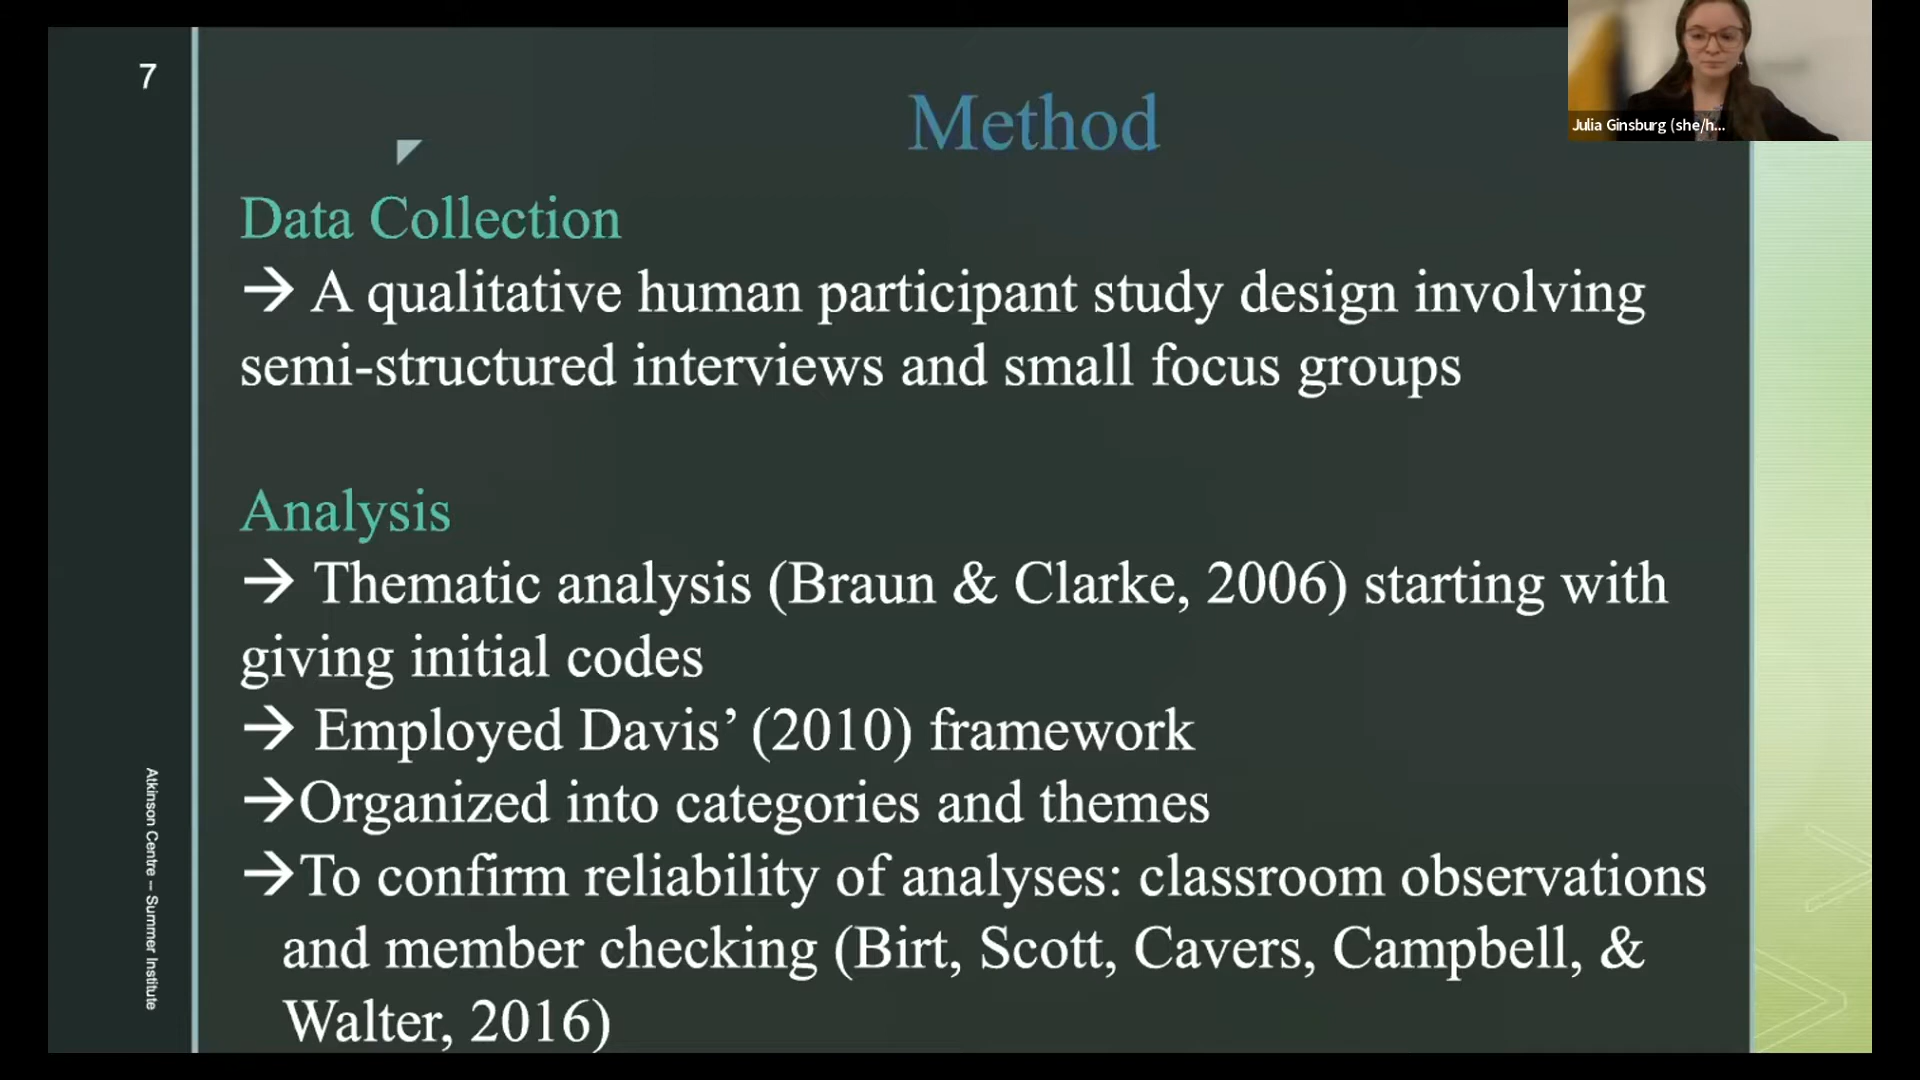 7
Method
Julia Ginsburg (she/h...
Data Collection
→ A qualitative human participant study design involving
semi-structured interviews and small focus groups
Analysis
→ Thematic analysis (Braun & Clarke, 2006) starting with
giving initial codes
→ Employed Davis’ (2010) framework
→Organized into categories and themes
→To confirm reliability of analyses: classroom observations
and member checking (Birt, Scott, Cavers, Campbell, &
Walter, 2016)
Atkinson Centre – Summer Institute